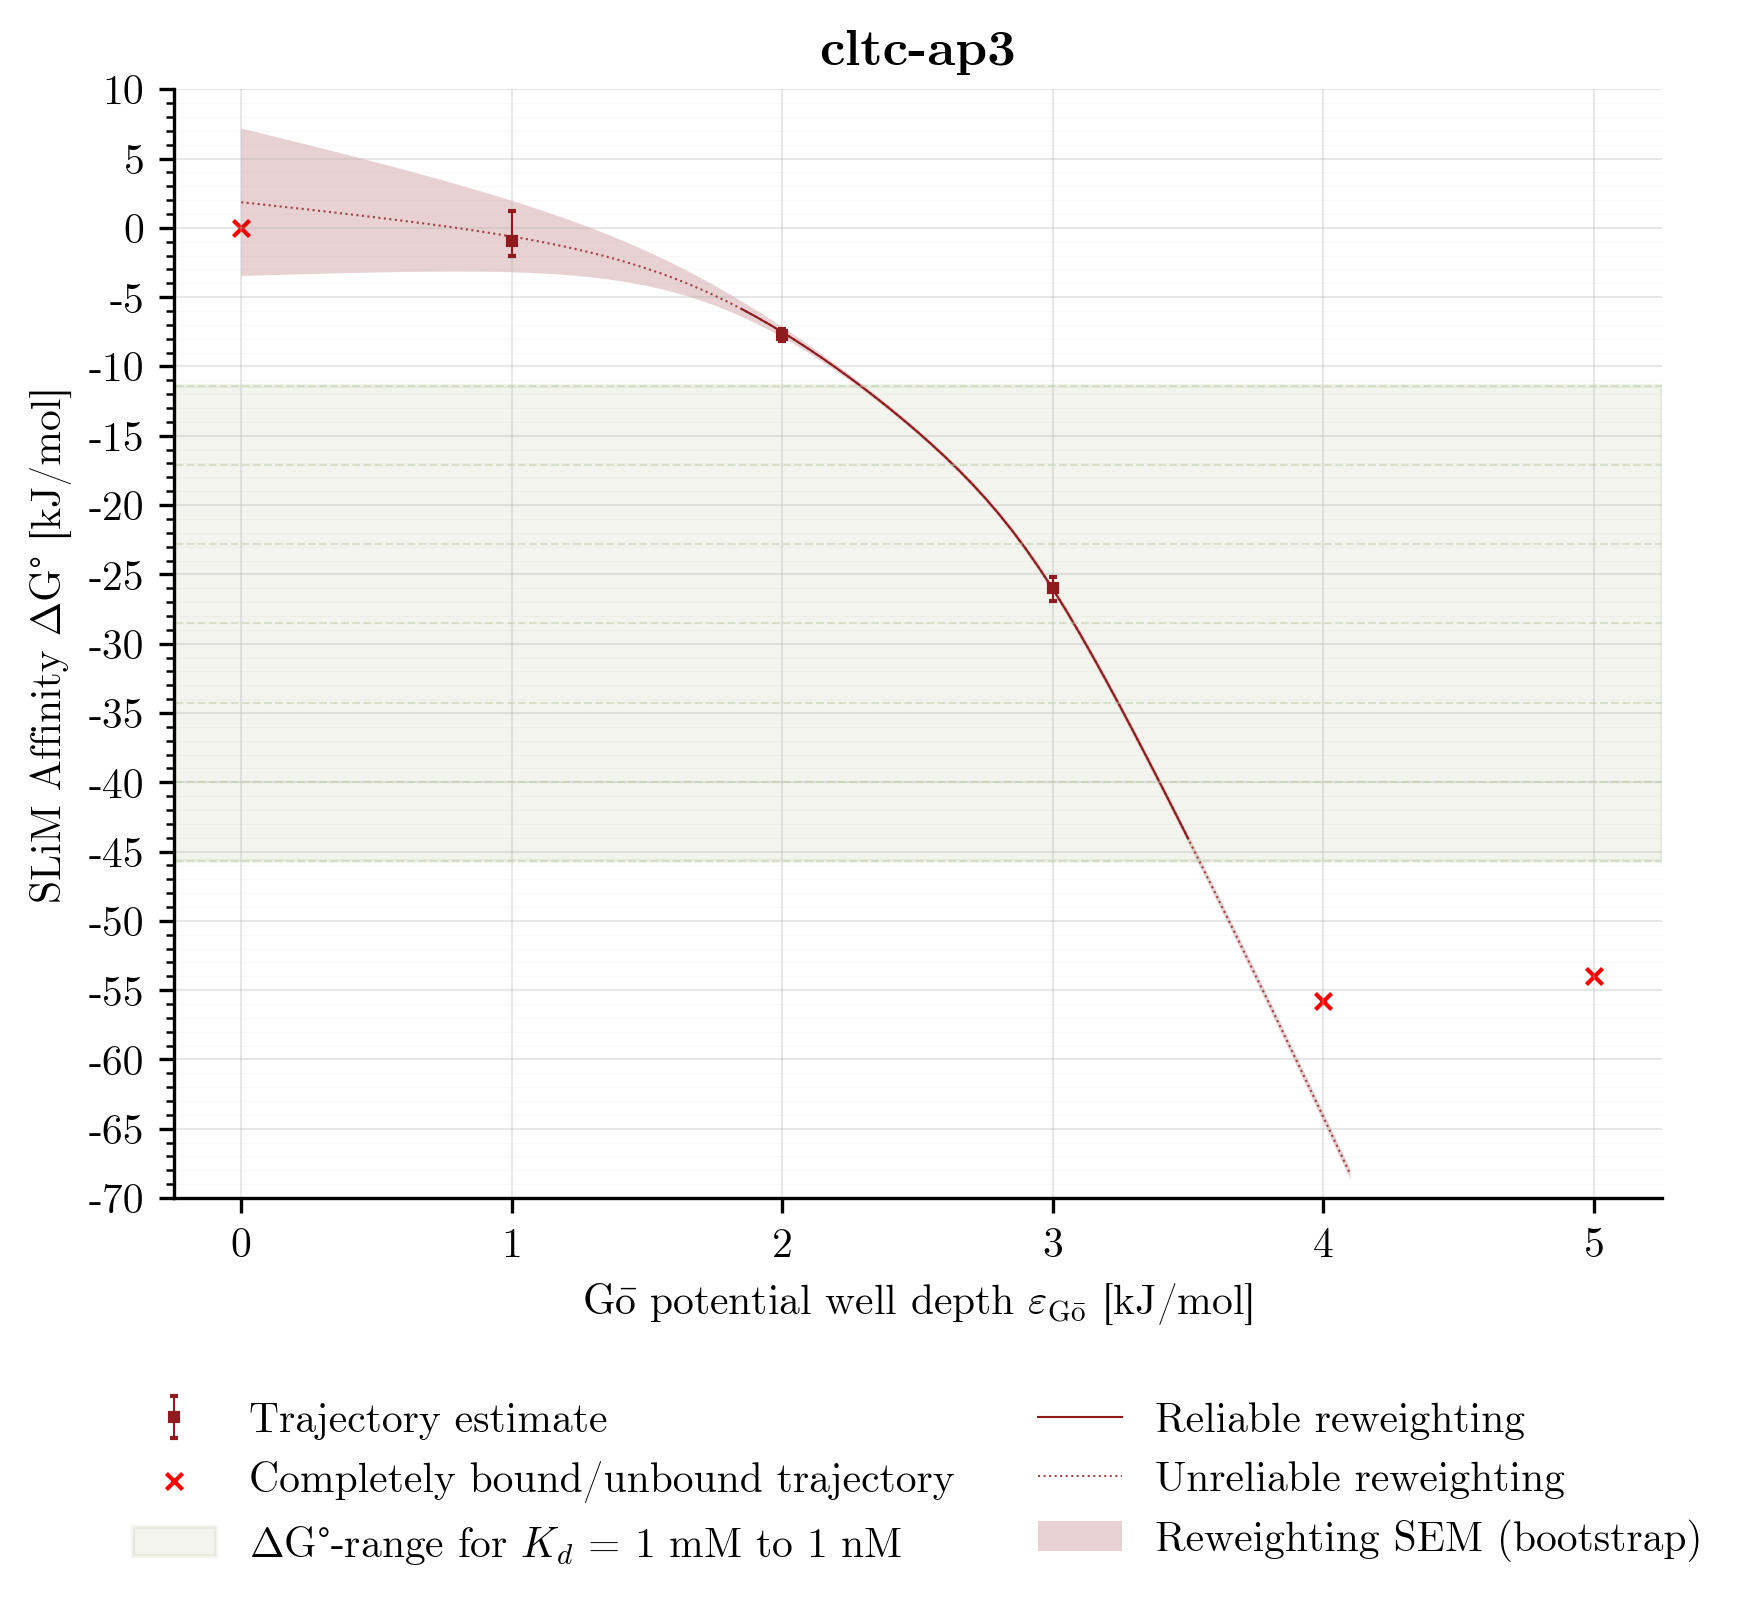 cltc-ap3
10
5
0
-5
-10
-15
-20
-25
-30
-35
-40
-45
-50
-55
-60
-65
-70
SLiM Affinity ΔG° [kJ/mol]
0 1 2 3 4 5
Gō potential well depth εGō [kJ/mol]
Trajectory estimate
Completely bound/unbound trajectory
ΔG°-range for Kd = 1 mM to 1 nM
Reliable reweighting
Unreliable reweighting
Reweighting SEM (bootstrap)